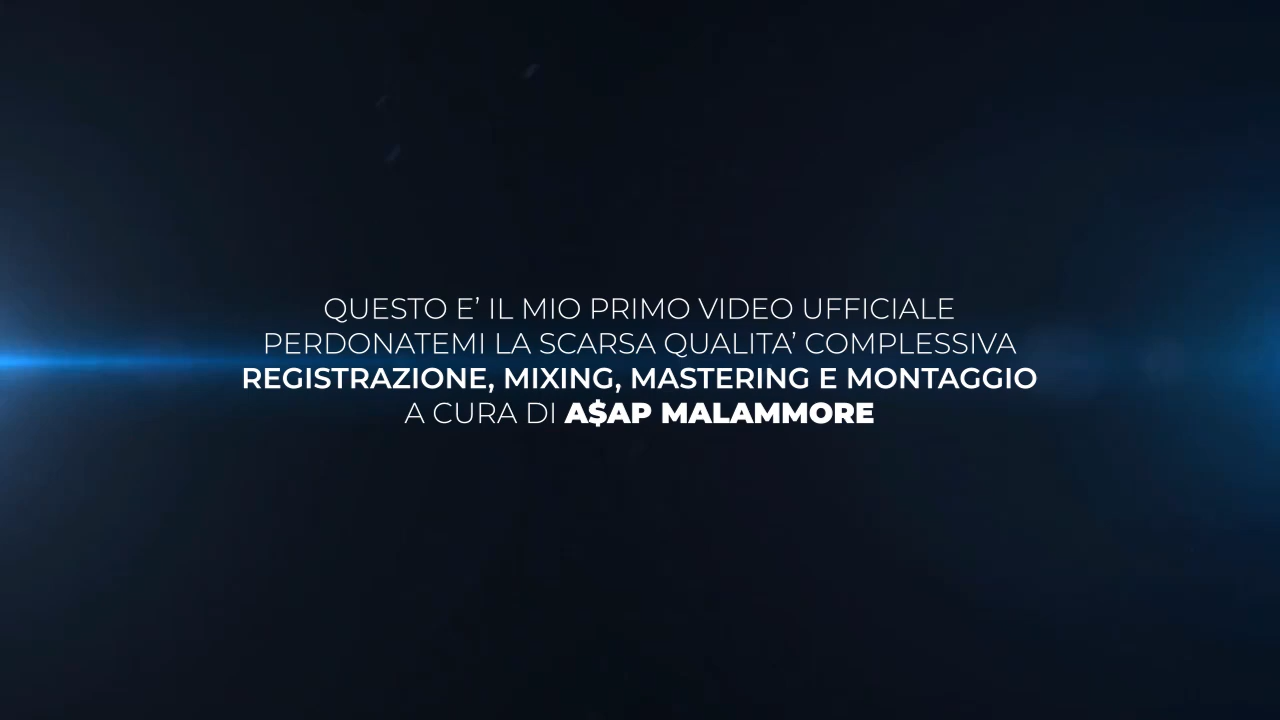 QUESTO E’ IL MIO PRIMO VIDEO UFFICIALE
PERDONATEMI LA SCARSA QUALITA’ COMPLESSIVA
REGISTRAZIONE, MIXING, MASTERING E MONTAGGIO
A CURA DI A$AP MALAMMORE